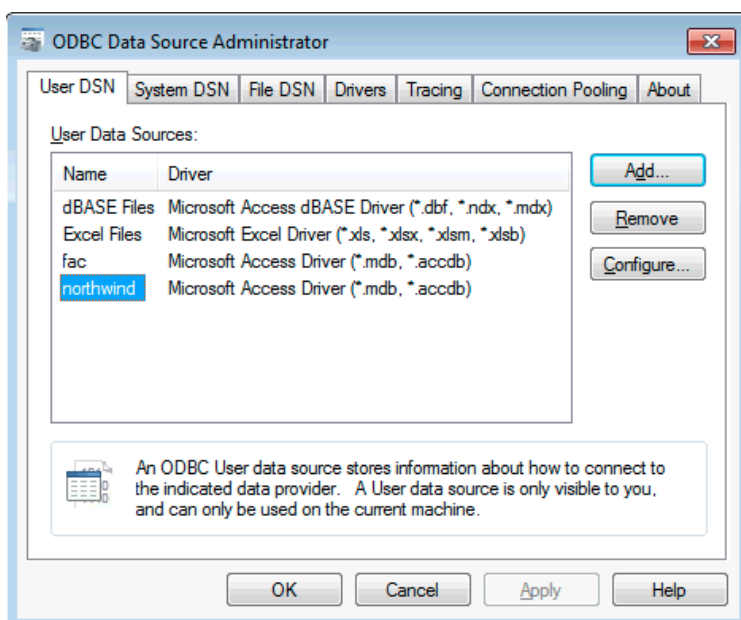 ODBC Data Source Administrator
User DSN System DSN File DSN Drivers Tracing Connection Pooling About
User Data Sources:
Name Driver
dBASE Files Microsoft Access dBASE Driver (*.dbf, *.ndx, *.mdx)
Excel Files Microsoft Excel Driver (*.xls, *.xlsx, *.xlsm, *.xlsb)
fac Microsoft Access Driver (*.mdb, *.accdb)
northwind Microsoft Access Driver (*.mdb, *.accdb)
Add...
Remove
Configure...
An ODBC User data source stores information about how to connect to
the indicated data provider. A User data source is only visible to you,
and can only be used on the current machine.
OK Cancel Apply Help